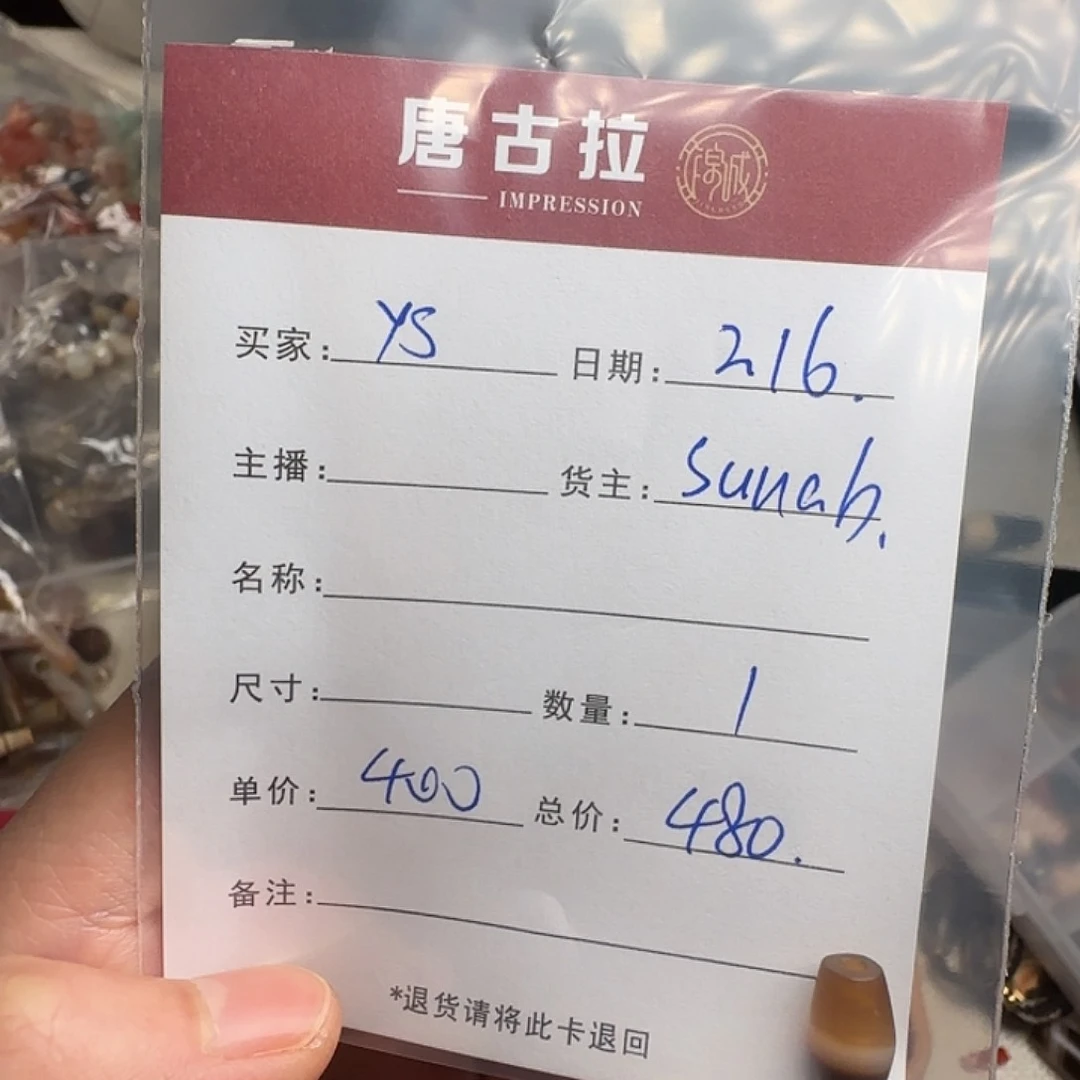 唐古拉
IMPRESSION
买家: ys 日期: 216.
主播: 货主: sunab.
名称:
尺寸: 数量: 1
单价: 400 总价: 480.
备注:
*退货请将此卡退回